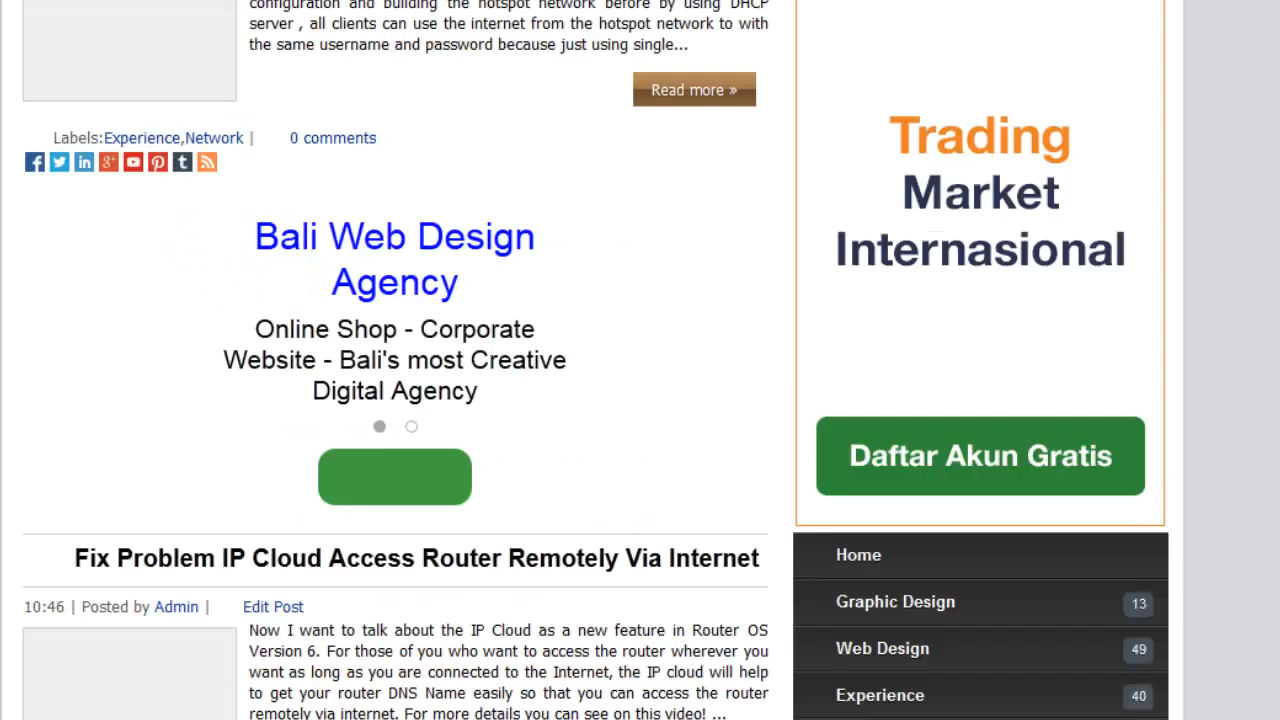 configuration and building the hotspot network before by using DHCP
server , all clients can use the internet from the hotspot network to with
the same username and password because just using single...
Read more »
Labels:Experience,Network |
0 comments
Bali Web Design
Agency
Online Shop - Corporate
Website - Bali's most Creative
Digital Agency
Fix Problem IP Cloud Access Router Remotely Via Internet
10:46 | Posted by Admin |
Edit Post
Now I want to talk about the IP Cloud as a new feature in Router OS
Version 6. For those of you who want to access the router wherever you
want as long as you are connected to the Internet, the IP cloud will help
to get your router DNS Name easily so that you can access the router
remotely via internet. For more details you can see on this video! ...
Trading
Market
Internasional
Daftar Akun Gratis
Home
Graphic Design 13
Web Design 49
Experience 40